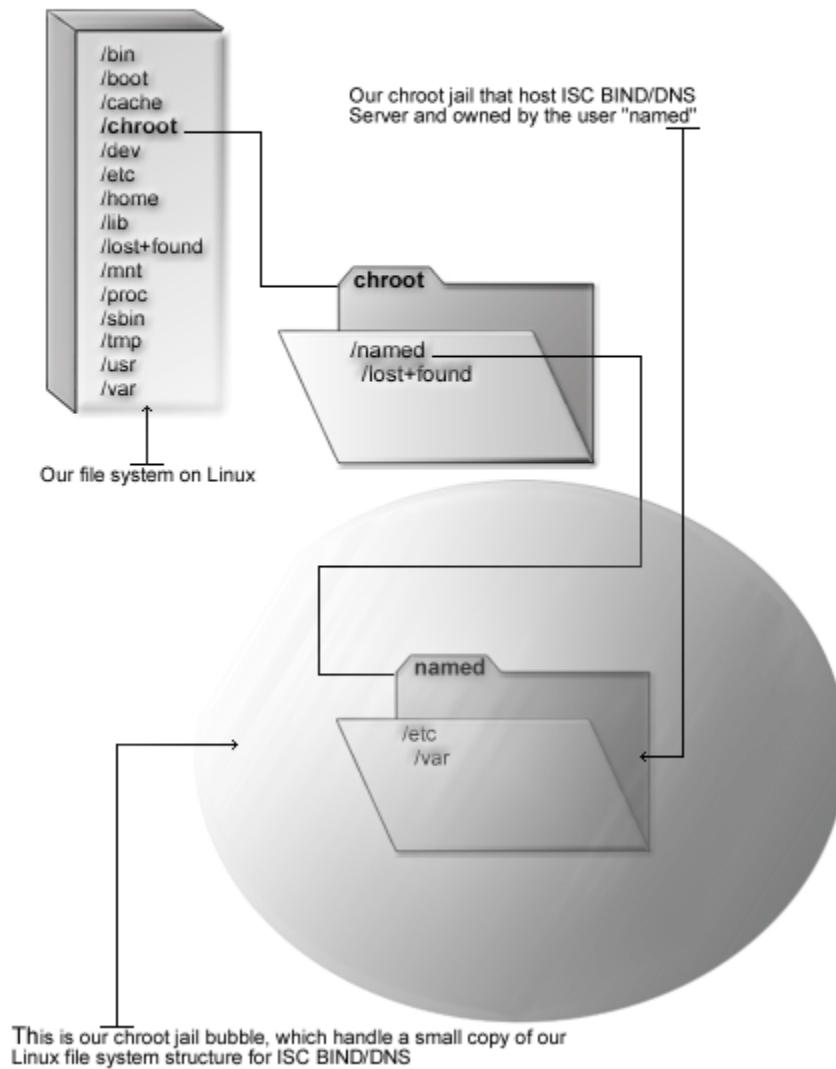 /bin
/boot
/cache
/chroot
/dev
/etc
/home
/lib
/lost+found
/mnt
/proc
/sbin
/tmp
/usr
/var
Our file system on Linux
Our chroot jail that host ISC BIND/DNS
Server and owned by the user "named"
chroot
/named
/lost+found
named
/etc
/var
This is our chroot jail bubble, which handle a small copy of our
Linux file system structure for ISC BIND/DNS